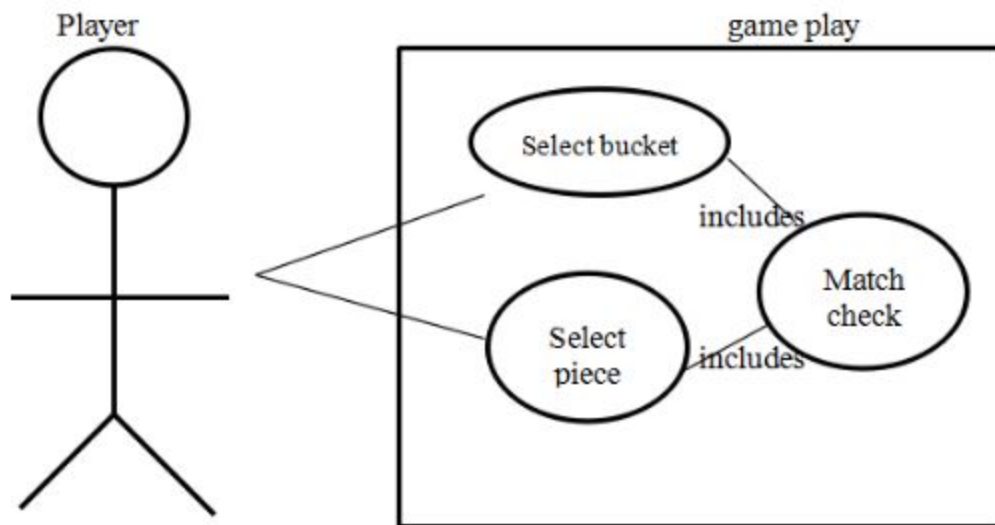 Player
game play
Select bucket
includes
Match
check
Select
piece
includes